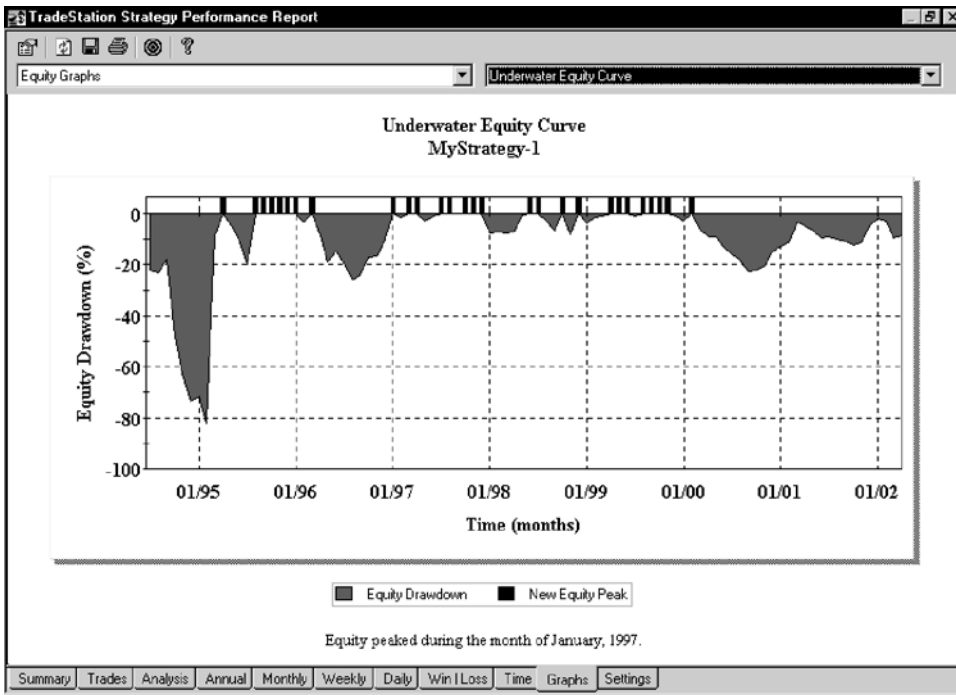 TradeStation Strategy Performance Report
Equity Graphs
Underwater Equity Curve
Underwater Equity Curve
MyStrategy-1
Equity Drawdown (%)
0
-20
-40
-60
-80
-100
01/95 01/96 01/97 01/98 01/99 01/00 01/01 01/02
Time (months)
Equity Drawdown New Equity Peak
Equity peaked during the month of January, 1997.
Summary Trades Analysis Annual Monthly Weekly Daily Win | Loss Time Graphs Settings